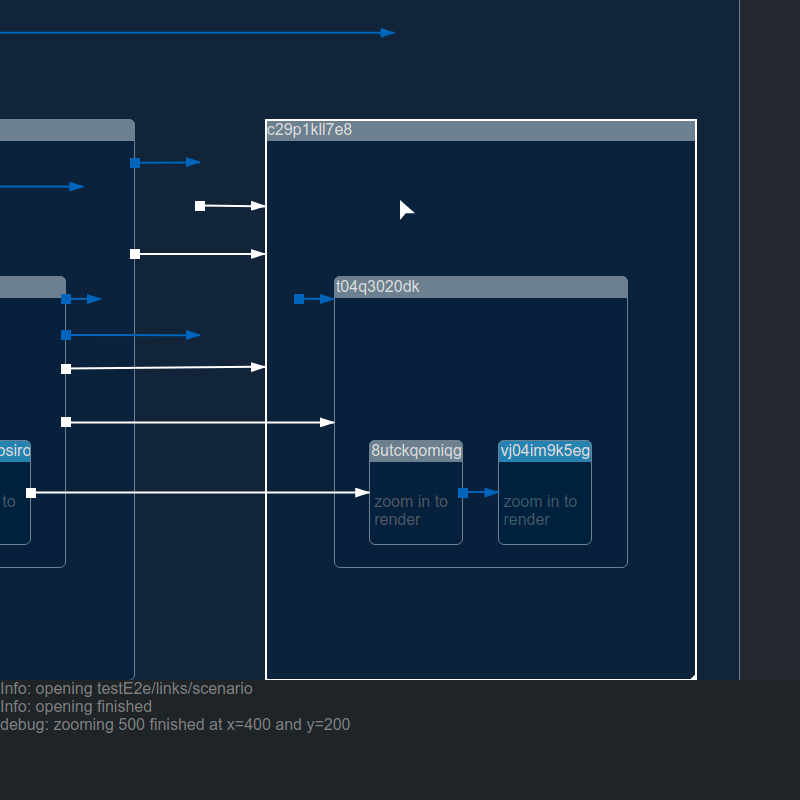 c29p1kll7e8
t04q3020dk
8utckqomiqg
vj04im9k5eg
to
zoom in to
render
zoom in to
render
Info: opening testE2e/links/scenario
Info: opening finished
debug: zooming 500 finished at x=400 and y=200